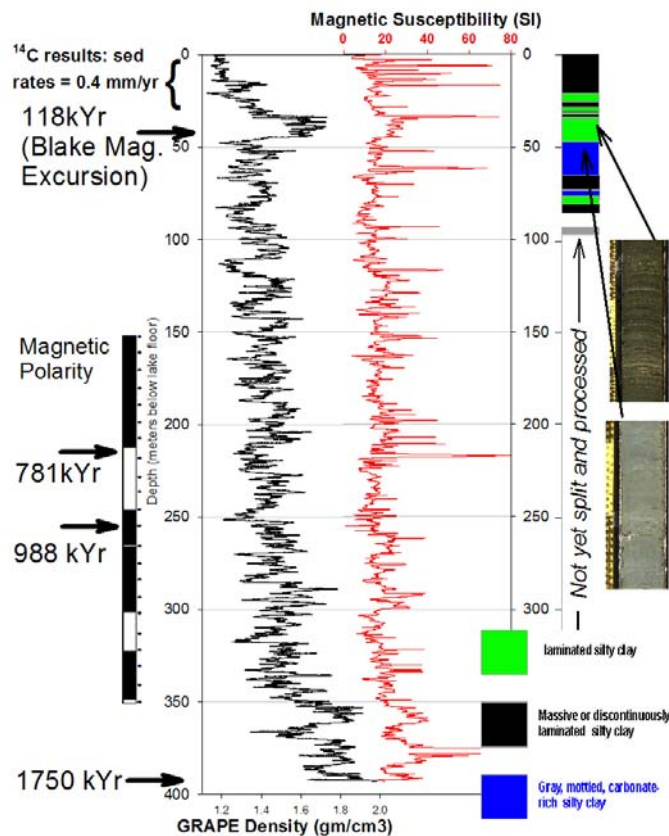 Magnetic Susceptibility (SI)
0 20 40 60 80
¹⁴C results: sed
rates = 0.4 mm/yr
118kYr
(Blake Mag.
Excursion)
Magnetic
Polarity
781kYr
988 kYr
1750 kYr
Depth (meters below lake floor)
0
50
100
150
200
250
300
350
400
1.2 1.4 1.6 1.8 2.0
GRAPE Density (gm/cm3)
0
50
100
150
200
250
300
Not yet split and processed
laminated silty clay
Massive or discontinuously
laminated silty clay
Gray, mottled, carbonate-
rich silty clay